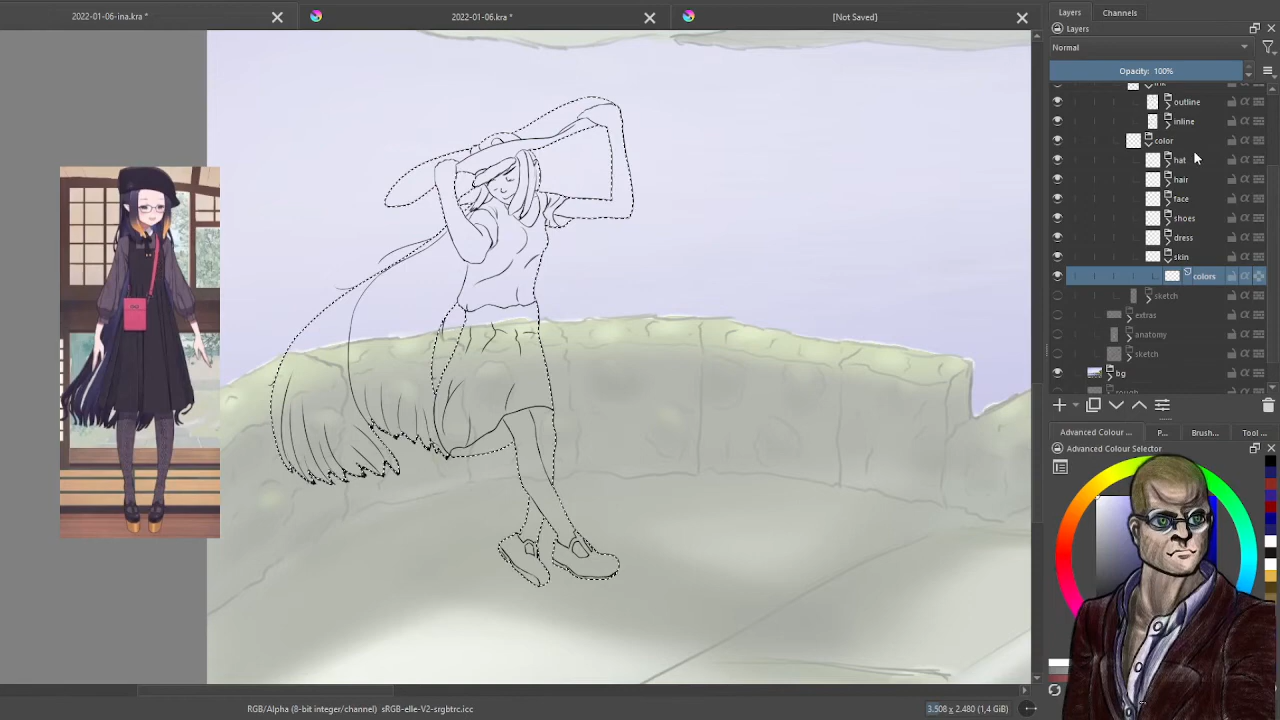 2022-01-06-ina.kra *
2022-01-06.kra *
[Not Saved]
Layers
Channels
Layers
Normal
Opacity: 100%
outline
inline
color
hat
hair
face
shoes
dress
skin
colors
sketch
extras
anatomy
sketch
bg
rough
Advanced Colour ...
P...
Brush...
Tool ...
Advanced Colour Selector
RGB/Alpha (8-bit integer/channel) sRGB-elle-V2-srgbtrc.icc
3.508 x 2.480 (1,4 GiB)